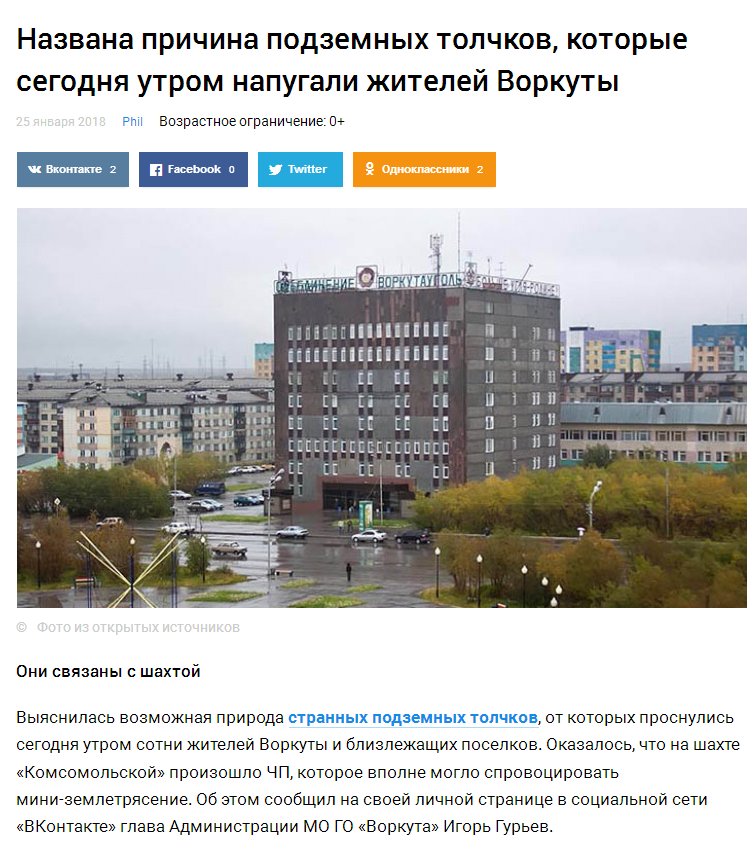 Названа причина подземных толчков, которые
сегодня утром напугали жителей Воркуты
25 января 2018 Phil Возрастное ограничение: 0+
Вконтакте 2 Facebook 0 Twitter Одноклассники 2
ОБЪЕДИНЕНИЕ ВОРКУТАУГОЛЬ
© Фото из открытых источников
Они связаны с шахтой
Выяснилась возможная природа странных подземных толчков, от которых проснулись
сегодня утром сотни жителей Воркуты и близлежащих поселков. Оказалось, что на шахте
«Комсомольской» произошло ЧП, которое вполне могло спровоцировать
мини-землетрясение. Об этом сообщил на своей личной странице в социальной сети
«ВКонтакте» глава Администрации МО ГО «Воркута» Игорь Гурьев.